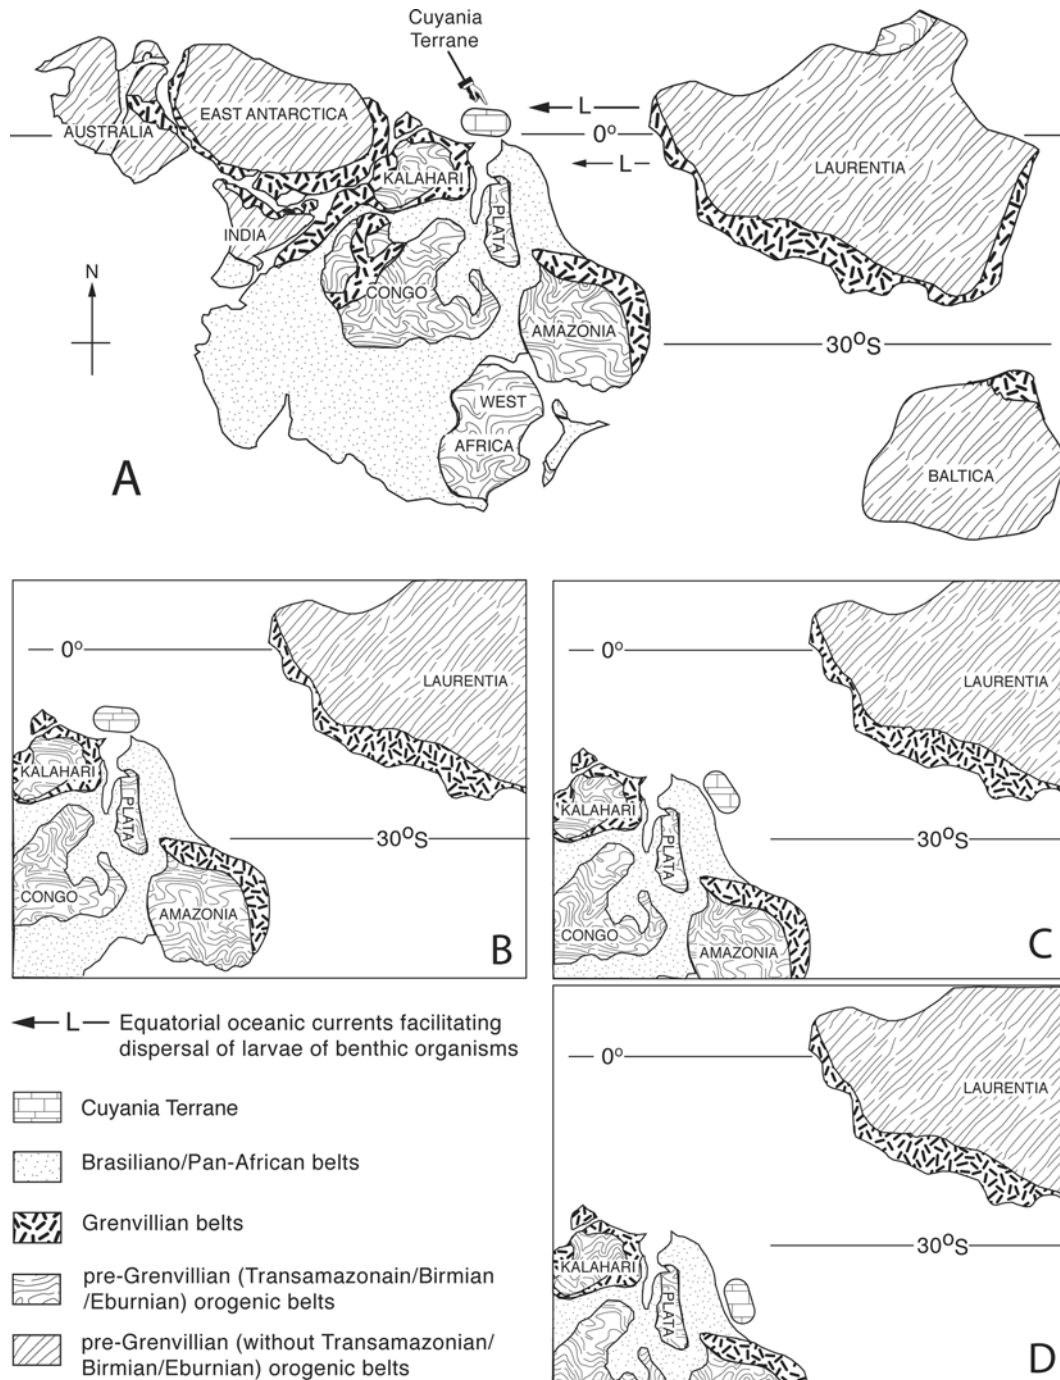 Cuyania
Terrane
L
0°
L
AUSTRALIA
EAST ANTARCTICA
KALAHARI
LAURENTIA
PLATA
INDIA
N
CONGO
AMAZONIA
30°S
WEST
AFRICA
BALTICA
A
0°
LAURENTIA
KALAHARI
PLATA
30°S
CONGO
AMAZONIA
B
0°
LAURENTIA
KALAHARI
PLATA
30°S
CONGO
AMAZONIA
C
L Equatorial oceanic currents facilitating
dispersal of larvae of benthic organisms
Cuyania Terrane
Brasiliano/Pan-African belts
Grenvillian belts
pre-Grenvillian (Transamazonain/Birmian
/Eburnian) orogenic belts
pre-Grenvillian (without Transamazonian/
Birmian/Eburnian) orogenic belts
0°
LAURENTIA
30°S
KALAHARI
PLATA
D